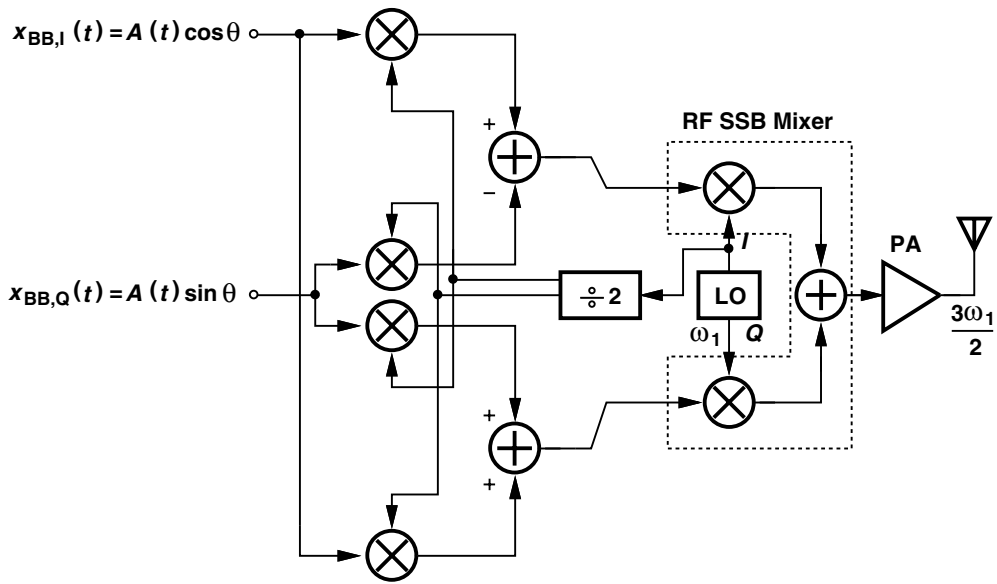 x_BB,I (t) = A(t) cos θ
+
−
RF SSB Mixer
I
PA
x_BB,Q (t) = A(t) sin θ
÷ 2
LO
ω₁ Q
3ω₁
2
+
+